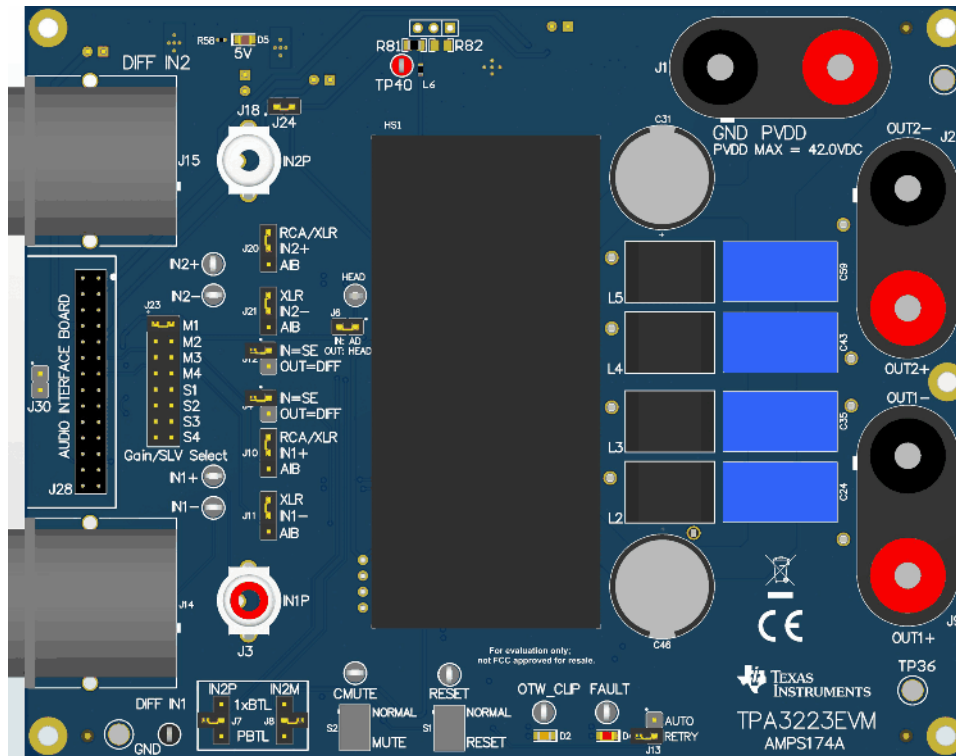 R58
D5
5V
DIFF IN2
R81
R82
TP40
L6
J1
GND PVDD
PVDD MAX = 42.0VDC
J18
J24
HS1
C31
OUT2-
J15
IN2P
RCA/XLR
J20
IN2+
AIB
IN2+
IN2-
XLR
J21
IN2-
AIB
HEAD
J6
IN: AD
OUT: HEAD
L5
C59
OUT2+
J23
M1
M2
M3
M4
S1
S2
S3
S4
Gain/SLV Select
IN=SE
J12
OUT=DIFF
IN=SE
OUT=DIFF
L4
C43
AUDIO INTERFACE BOARD
J30
J28
RCA/XLR
J10
IN1+
AIB
IN1+
IN1-
XLR
J11
IN1-
AIB
L3
C35
OUT1-
L2
C24
J14
IN1P
J3
C46
OUT1+
For evaluation only;
not FCC approved for resale.
CE
TEXAS
INSTRUMENTS
TP36
IN2P
IN2M
1xBTL
J7
J8
PBTL
DIFF IN1
GND
CMUTE
NORMAL
S2
MUTE
RESET
NORMAL
S1
RESET
OTW_CLIP
FAULT
D2
AUTO
RETRY
J13
TPA3223EVM
AMPS174A